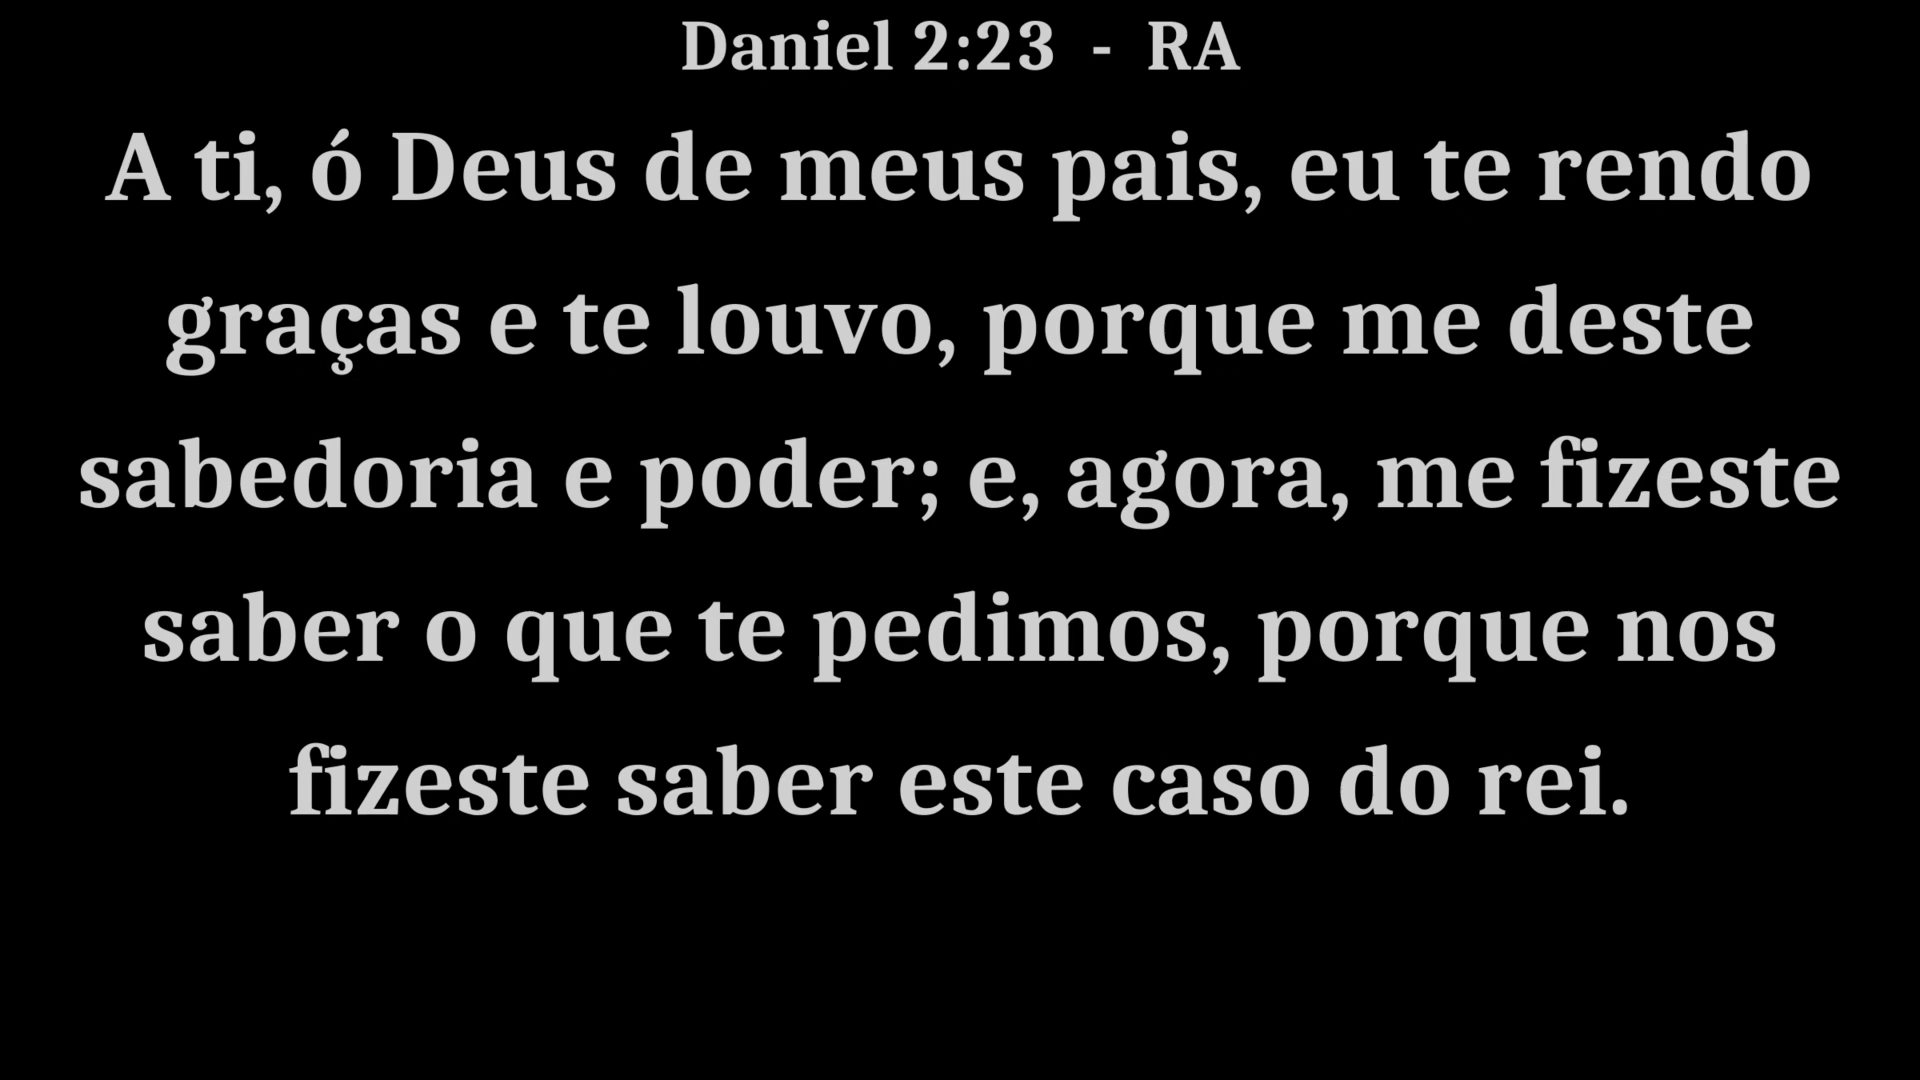 Daniel 2:23 - RA
A ti, ó Deus de meus pais, eu te rendo
graças e te louvo, porque me deste
sabedoria e poder; e, agora, me fizeste
saber o que te pedimos, porque nos
fizeste saber este caso do rei.